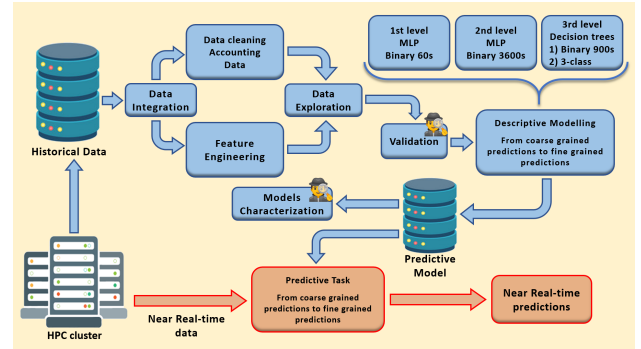 1st level
MLP
Binary 60s
2nd level
MLP
Binary 3600s
3rd level
Decision trees
1) Binary 900s
2) 3-class
Data cleaning
Accounting
Data
Data
Integration
Data
Exploration
Feature
Engineering
Historical Data
Validation
Descriptive Modelling
From coarse grained
predictions to fine grained
predictions
Models
Characterization
Predictive
Model
HPC cluster
Near Real-time
data
Predictive Task
From coarse grained
predictions to fine grained
predictions
Near Real-time
predictions